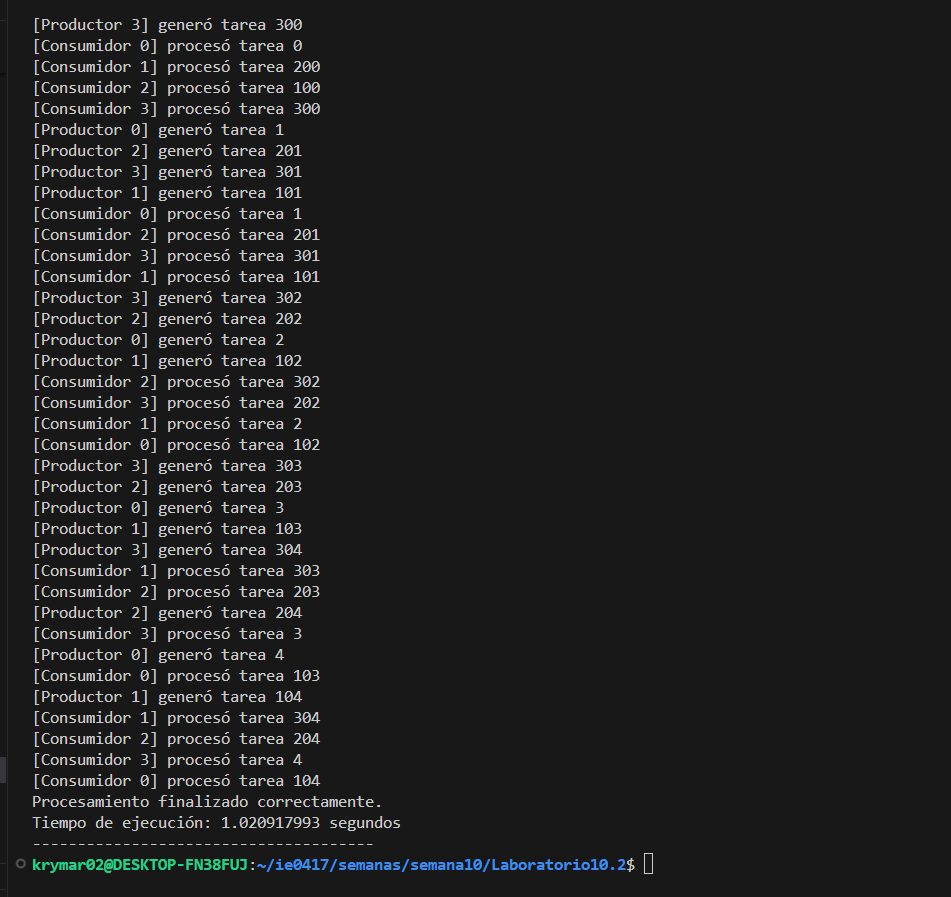 [Productor 3] generó tarea 300
[Consumidor 0] procesó tarea 0
[Consumidor 1] procesó tarea 200
[Consumidor 2] procesó tarea 100
[Consumidor 3] procesó tarea 300
[Productor 0] generó tarea 1
[Productor 2] generó tarea 201
[Productor 3] generó tarea 301
[Productor 1] generó tarea 101
[Consumidor 0] procesó tarea 1
[Consumidor 2] procesó tarea 201
[Consumidor 3] procesó tarea 301
[Consumidor 1] procesó tarea 101
[Productor 3] generó tarea 302
[Productor 2] generó tarea 202
[Productor 0] generó tarea 2
[Productor 1] generó tarea 102
[Consumidor 2] procesó tarea 302
[Consumidor 3] procesó tarea 202
[Consumidor 1] procesó tarea 2
[Consumidor 0] procesó tarea 102
[Productor 3] generó tarea 303
[Productor 2] generó tarea 203
[Productor 0] generó tarea 3
[Productor 1] generó tarea 103
[Productor 3] generó tarea 304
[Consumidor 1] procesó tarea 303
[Consumidor 2] procesó tarea 203
[Productor 2] generó tarea 204
[Consumidor 3] procesó tarea 3
[Productor 0] generó tarea 4
[Consumidor 0] procesó tarea 103
[Productor 1] generó tarea 104
[Consumidor 1] procesó tarea 304
[Consumidor 2] procesó tarea 204
[Consumidor 3] procesó tarea 4
[Consumidor 0] procesó tarea 104
Procesamiento finalizado correctamente.
Tiempo de ejecución: 1.020917993 segundos
--------------------------------------
krymar02@DESKTOP-FN38FUJ:~/ie0417/semanas/semana10/Laboratorio10.2$